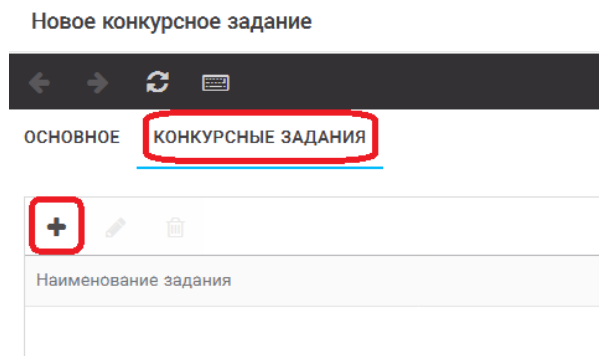 Новое конкурсное задание
ОСНОВНОЕ КОНКУРСНЫЕ ЗАДАНИЯ
Наименование задания